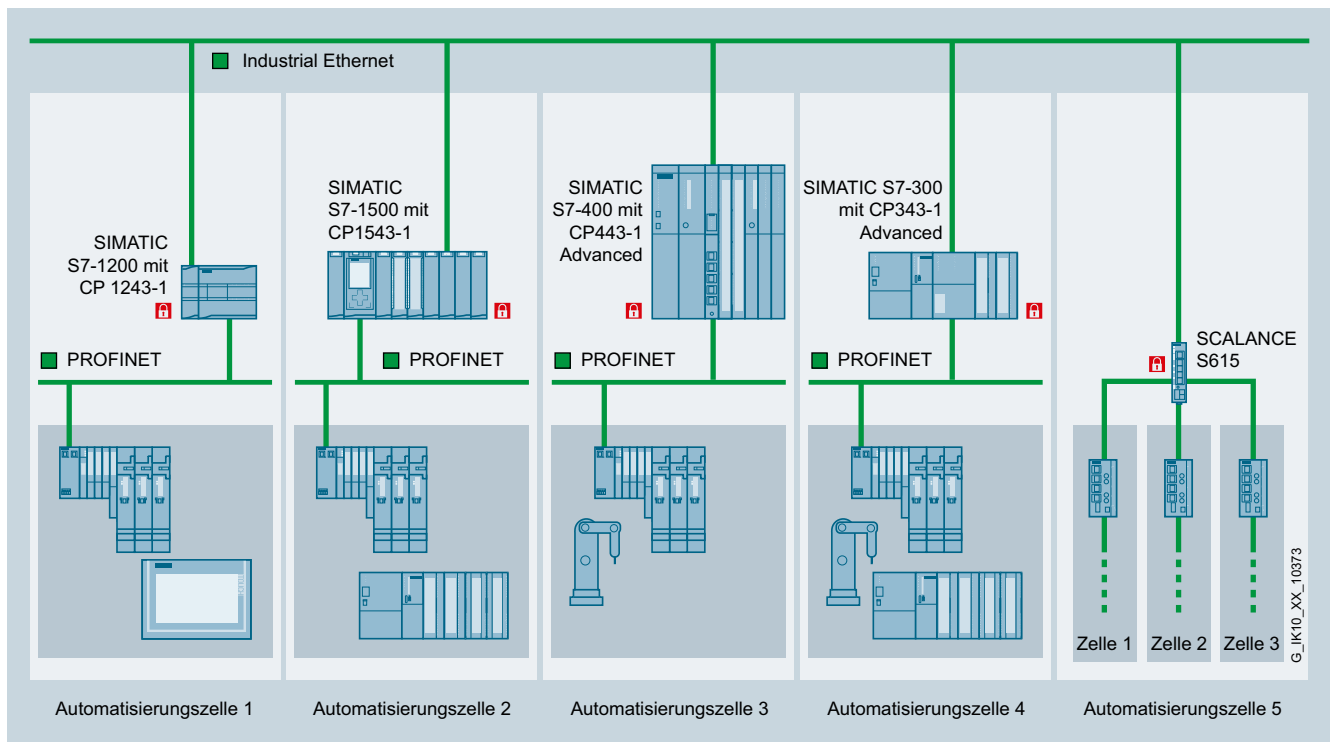 Industrial Ethernet
SIMATIC
S7-1200 mit
CP 1243-1
PROFINET
Automatisierungszelle 1
SIMATIC
S7-1500 mit
CP1543-1
PROFINET
Automatisierungszelle 2
SIMATIC
S7-400 mit
CP443-1
Advanced
PROFINET
Automatisierungszelle 3
SIMATIC S7-300
mit CP343-1
Advanced
PROFINET
Automatisierungszelle 4
SCALANCE
S615
Zelle 1
Zelle 2
Zelle 3
Automatisierungszelle 5
G_IK10_XX_10373